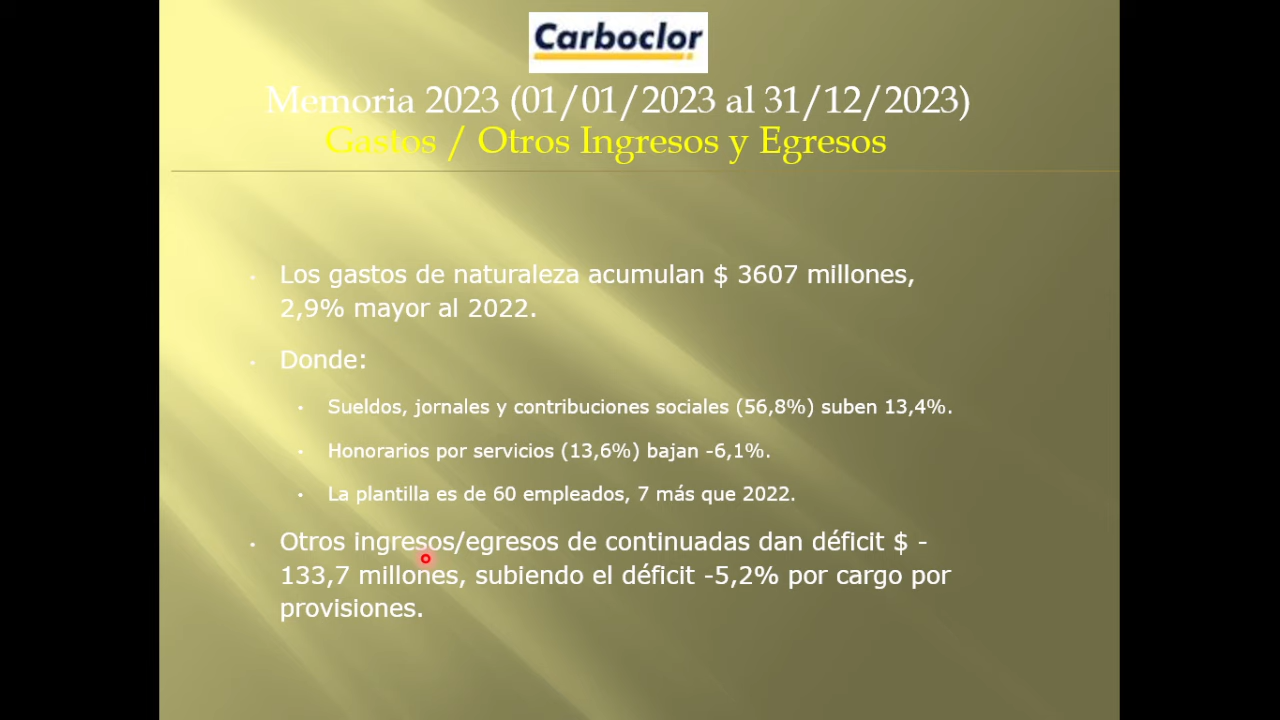 Carboclor
Memoria 2023 (01/01/2023 al 31/12/2023)
Gastos / Otros Ingresos y Egresos
• Los gastos de naturaleza acumulan $ 3607 millones,
2,9% mayor al 2022.
• Donde:
• Sueldos, jornales y contribuciones sociales (56,8%) suben 13,4%.
• Honorarios por servicios (13,6%) bajan -6,1%.
• La plantilla es de 60 empleados, 7 más que 2022.
• Otros ingresos/egresos de continuadas dan déficit $ -
133,7 millones, subiendo el déficit -5,2% por cargo por
provisiones.